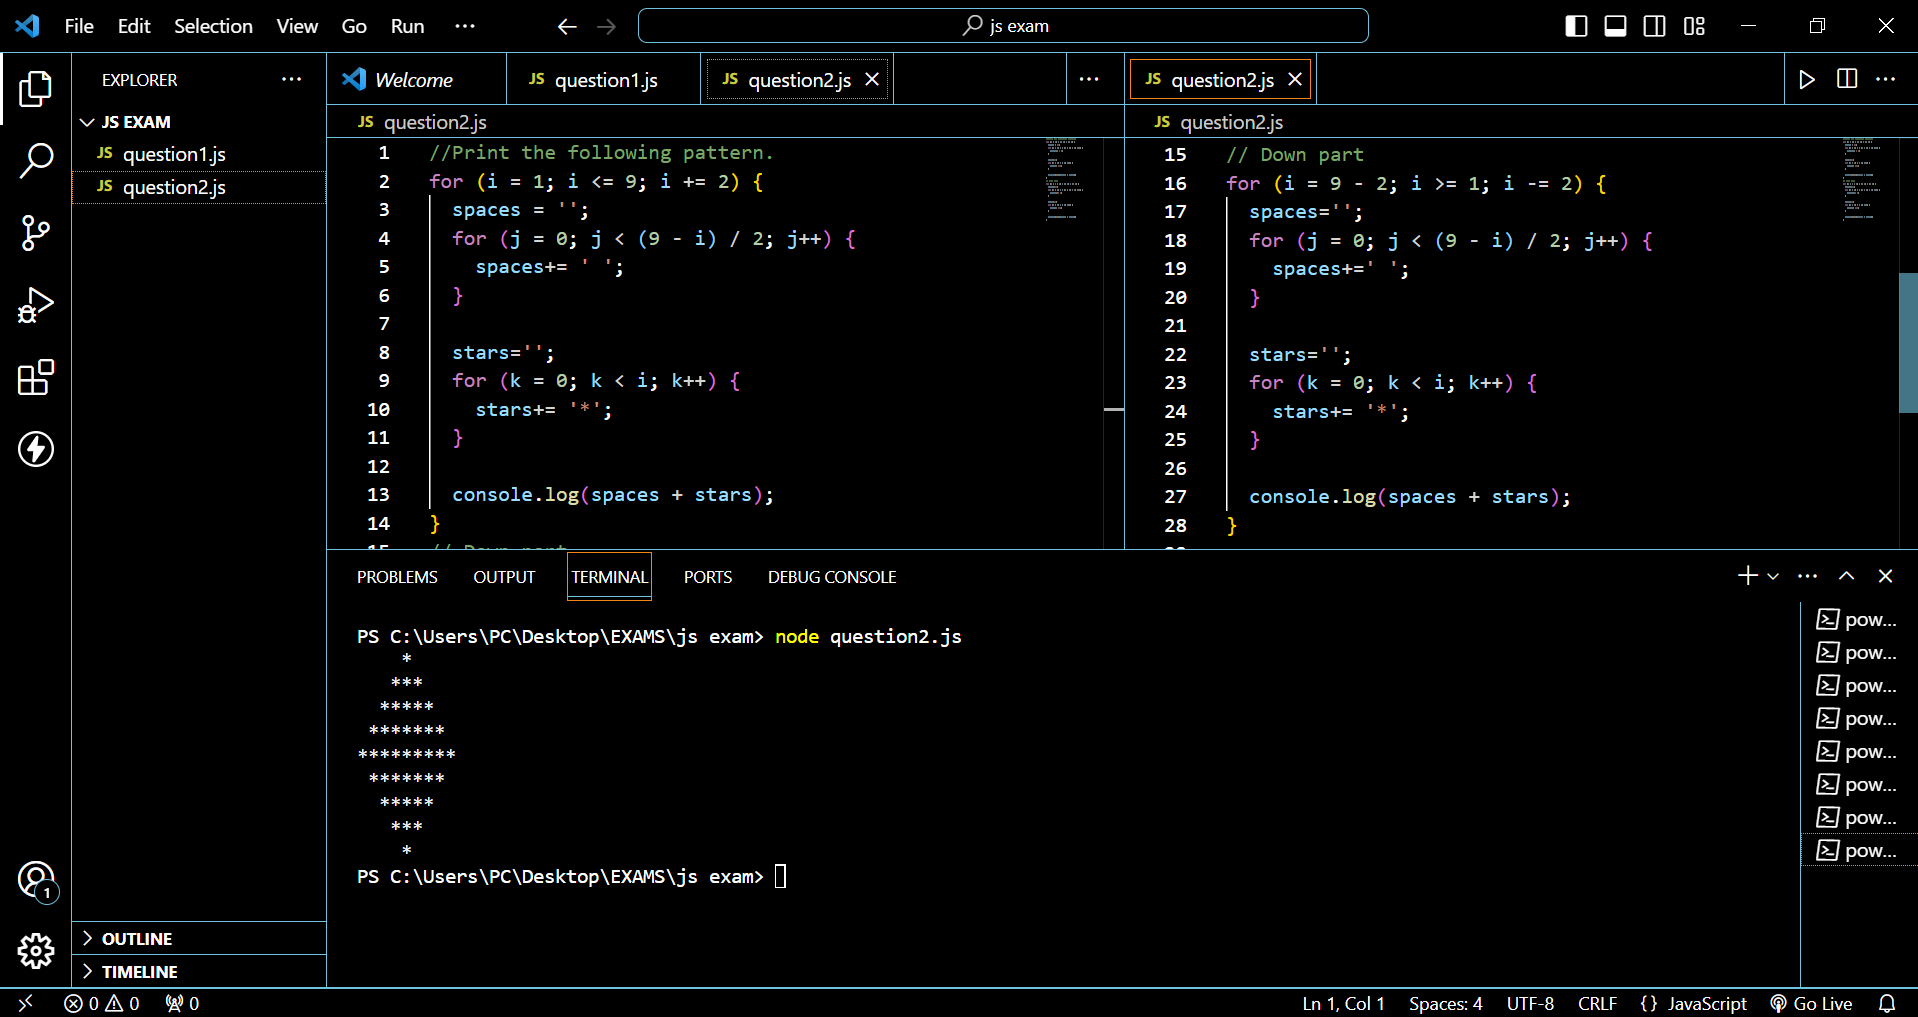 File Edit Selection View Go Run ··· js exam
EXPLORER ···
JS EXAM
JS question1.js
JS question2.js
OUTLINE
TIMELINE
Welcome JS question1.js JS question2.js ···
JS question2.js
1 //Print the following pattern.
2 for (i = 1; i <= 9; i += 2) {
3 spaces = '';
4 for (j = 0; j < (9 - i) / 2; j++) {
5 spaces+= ' ';
6 }
7
8 stars='';
9 for (k = 0; k < i; k++) {
10 stars+= '*';
11 }
12
13 console.log(spaces + stars);
14 }
15 // Down part
JS question2.js ···
JS question2.js
15 // Down part
16 for (i = 9 - 2; i >= 1; i -= 2) {
17 spaces='';
18 for (j = 0; j < (9 - i) / 2; j++) {
19 spaces+=' ';
20 }
21
22 stars='';
23 for (k = 0; k < i; k++) {
24 stars+= '*';
25 }
26
27 console.log(spaces + stars);
28 }
PROBLEMS OUTPUT TERMINAL PORTS DEBUG CONSOLE ···
PS C:\Users\PC\Desktop\EXAMS\js exam> node question2.js
    *
   ***
  *****
 *******
*********
 *******
  *****
   ***
    *
PS C:\Users\PC\Desktop\EXAMS\js exam>
pow...
pow...
pow...
pow...
pow...
pow...
pow...
pow...
1
0 0 0 Ln 1, Col 1 Spaces: 4 UTF-8 CRLF {} JavaScript Go Live